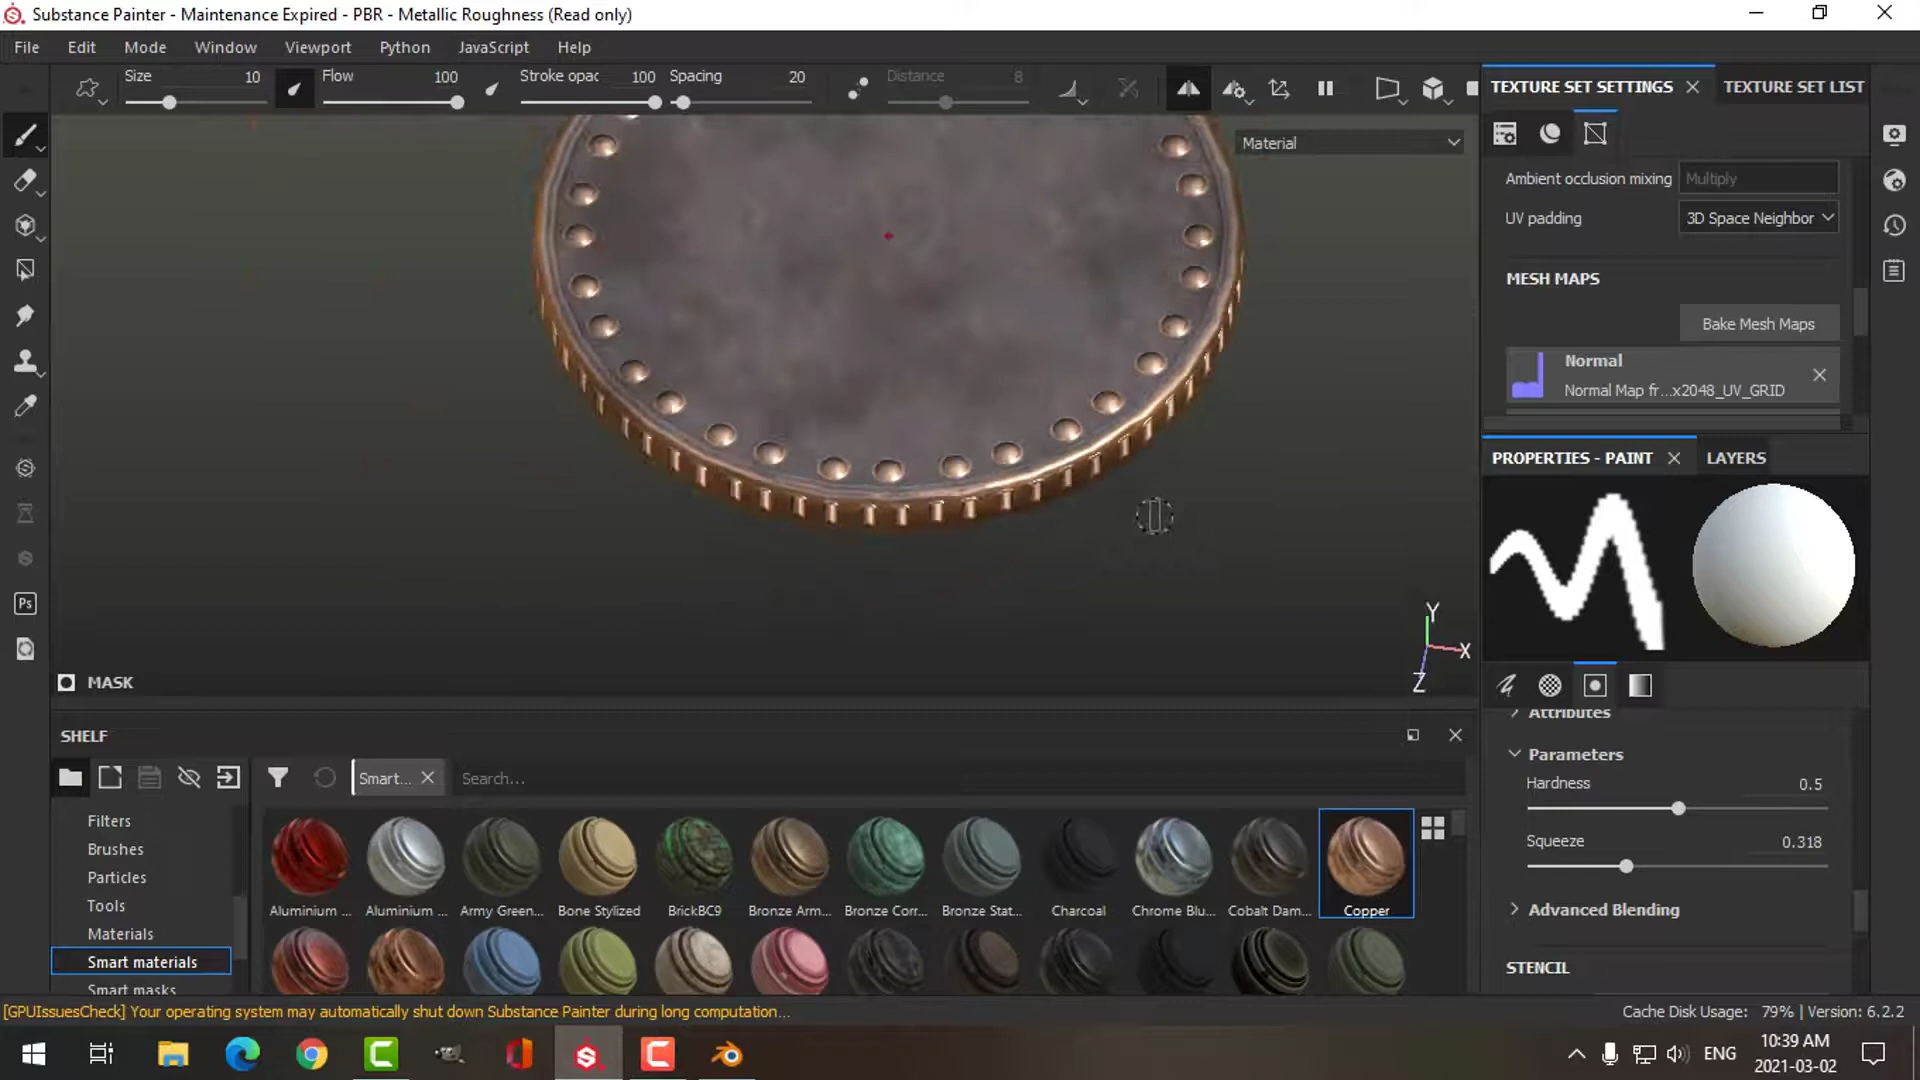 Substance Painter - Maintenance Expired - PBR - Metallic Roughness (Read only)
File Edit Mode Window Viewport Python JavaScript Help
Size 10 Flow 100 Stroke opac 100 Spacing 20 Distance 8
TEXTURE SET SETTINGS TEXTURE SET LIST
Material
Ambient occlusion mixing Multiply
UV padding 3D Space Neighbor
MESH MAPS
Bake Mesh Maps
Normal
Normal Map fr...x2048_UV_GRID
PROPERTIES - PAINT LAYERS
Y
X
Z
MASK
Ps
Attributes
Parameters
Hardness 0.5
Squeeze 0.318
Advanced Blending
STENCIL
SHELF
Smart... Search...
Filters
Brushes
Particles
Tools
Materials
Smart materials
Smart masks
Aluminium ... Aluminium ... Army Green... Bone Stylized BrickBC9 Bronze Arm... Bronze Corr... Bronze Stat... Charcoal Chrome Blu... Cobalt Dam... Copper
[GPUIssuesCheck] Your operating system may automatically shut down Substance Painter during long computation...
Cache Disk Usage: 79% | Version: 6.2.2
ENG
10:39 AM
2021-03-02